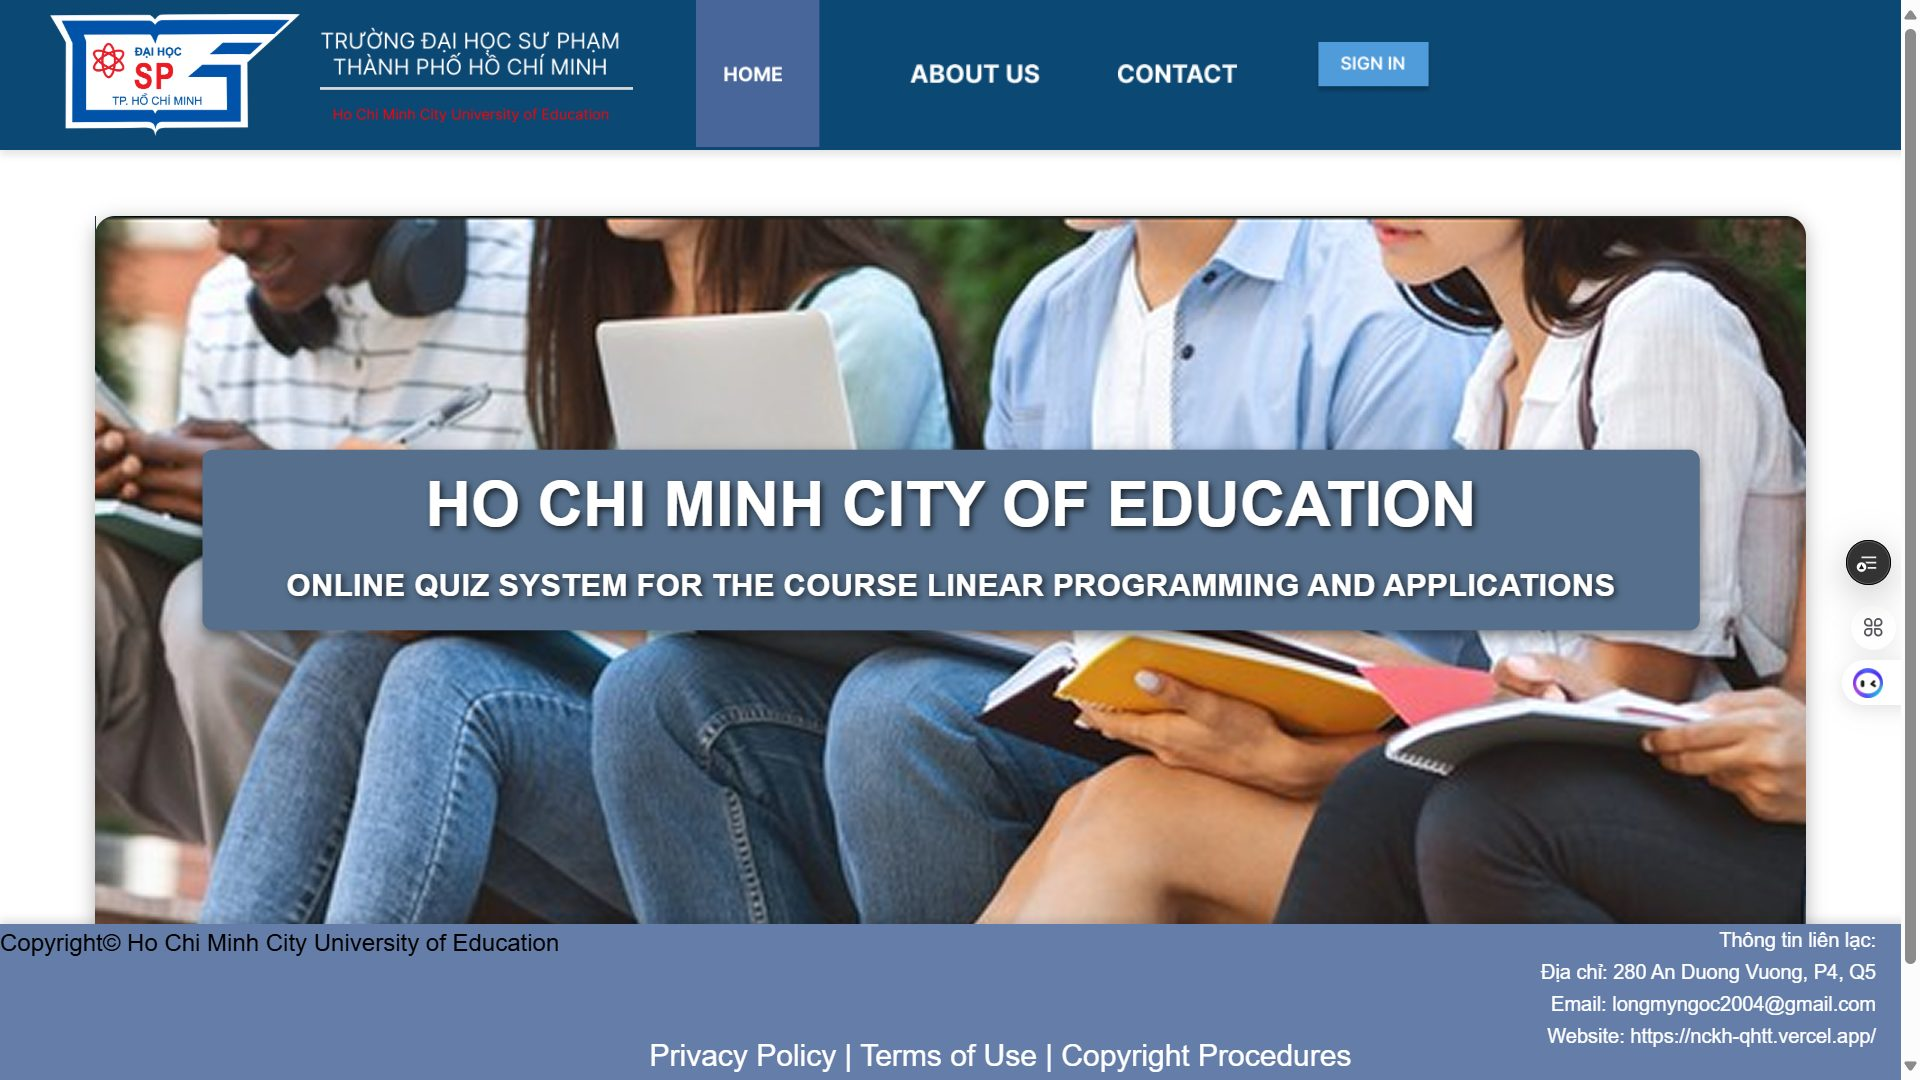 ĐẠI HỌC
SP
TP. HỒ CHÍ MINH
TRƯỜNG ĐẠI HỌC SƯ PHẠM
THÀNH PHỐ HỒ CHÍ MINH
Ho Chi Minh City University of Education
HOME
ABOUT US
CONTACT
SIGN IN
HO CHI MINH CITY OF EDUCATION
ONLINE QUIZ SYSTEM FOR THE COURSE LINEAR PROGRAMMING AND APPLICATIONS
Copyright© Ho Chi Minh City University of Education
Thông tin liên lạc:
Địa chỉ: 280 An Duong Vuong, P4, Q5
Email: longmyngoc2004@gmail.com
Website: https://nckh-qhtt.vercel.app/
Privacy Policy | Terms of Use | Copyright Procedures